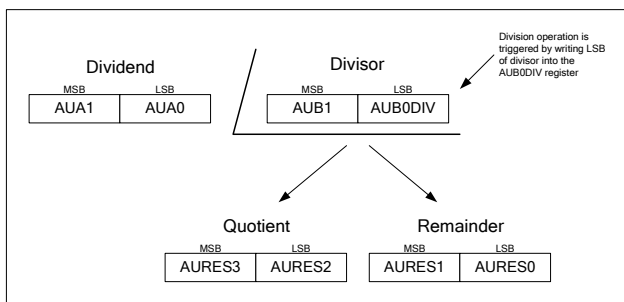 Division operation is
triggered by writing LSB
of divisor into the
AUB0DIV register
Dividend
MSB LSB
AUA1 AUA0
Divisor
MSB LSB
AUB1 AUB0DIV
Quotient
MSB LSB
AURES3 AURES2
Remainder
MSB LSB
AURES1 AURES0